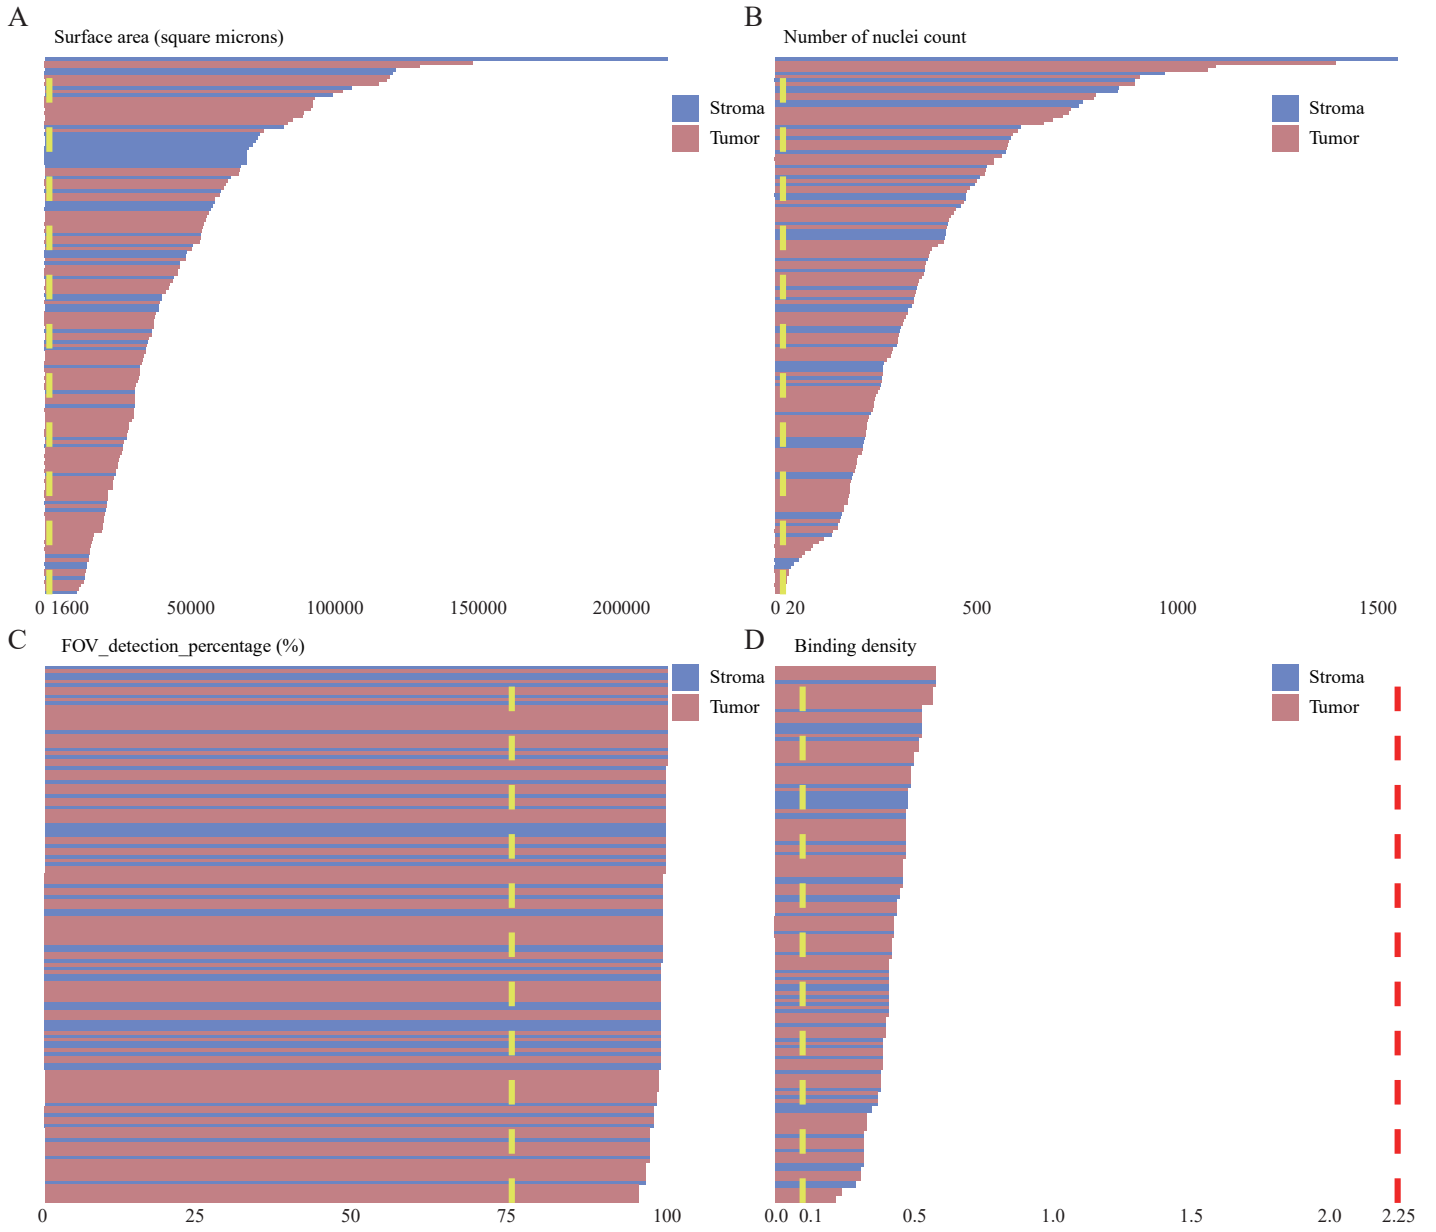 A
Surface area (square microns)
Stroma
Tumor
0 1600 50000 100000 150000 200000
B
Number of nuclei count
Stroma
Tumor
0 20 500 1000 1500
C
FOV_detection_percentage (%)
Stroma
Tumor
0 25 50 75 100
D
Binding density
Stroma
Tumor
0.0 0.1 0.5 1.0 1.5 2.0 2.25